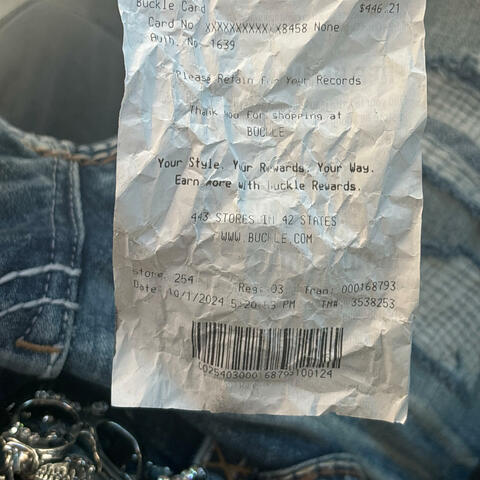 Buckle Card $446.21
Card No XXXXXXXXXXXX8458 None
Auth. No 1639
Please Retain for Your Records
Thank You for shopping at
BUCKLE
Your Style. Your Rewards. Your Way.
Earn more with Buckle Rewards.
443 STORES IN 42 STATES
WWW.BUCKLE.COM
Store: 254 Reg: 03 Tran: 000168793
Date: 10/1/2024 5:20:53 PM TM#: 3538253